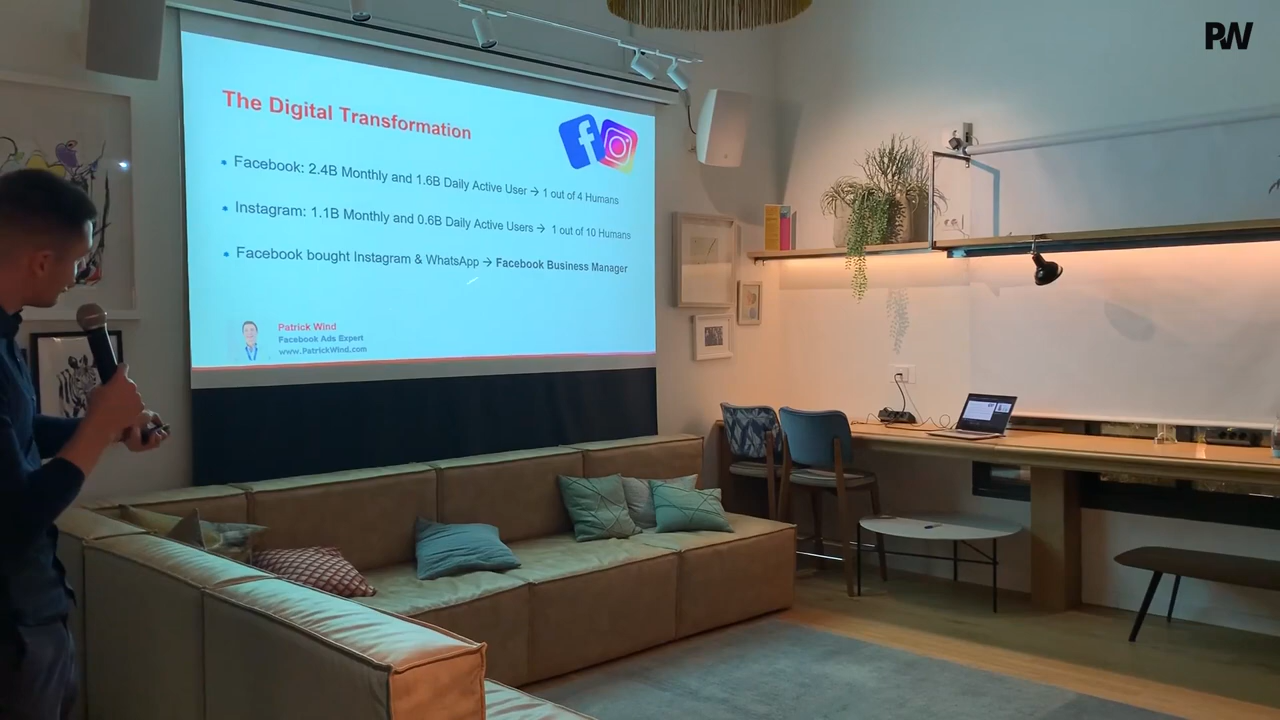 PW
The Digital Transformation
• Facebook: 2.4B Monthly and 1.6B Daily Active User → 1 out of 4 Humans
• Instagram: 1.1B Monthly and 0.6B Daily Active Users → 1 out of 10 Humans
• Facebook bought Instagram & WhatsApp → Facebook Business Manager
Patrick Wind
Facebook Ads Expert
www.PatrickWind.com